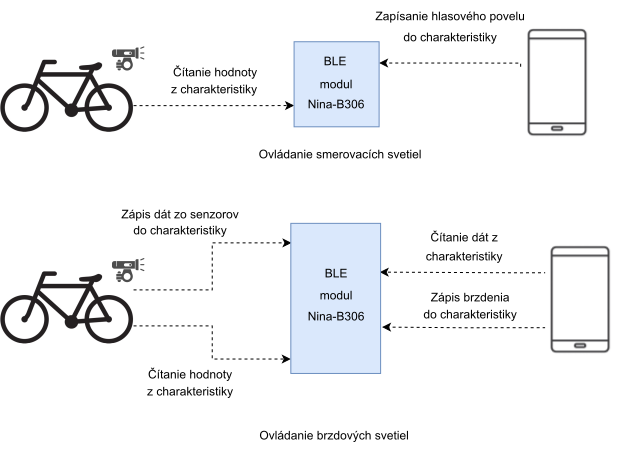 Zapísanie hlasového povelu
do charakteristiky
Čítanie hodnoty
z charakteristiky
BLE
modul
Nina-B306
Ovládanie smerovacích svetiel
Zápis dát zo senzorov
do charakteristiky
Čítanie dát z
charakteristiky
BLE
modul
Nina-B306
Zápis brzdenia
do charakteristiky
Čítanie hodnoty
z charakteristiky
Ovládanie brzdových svetiel